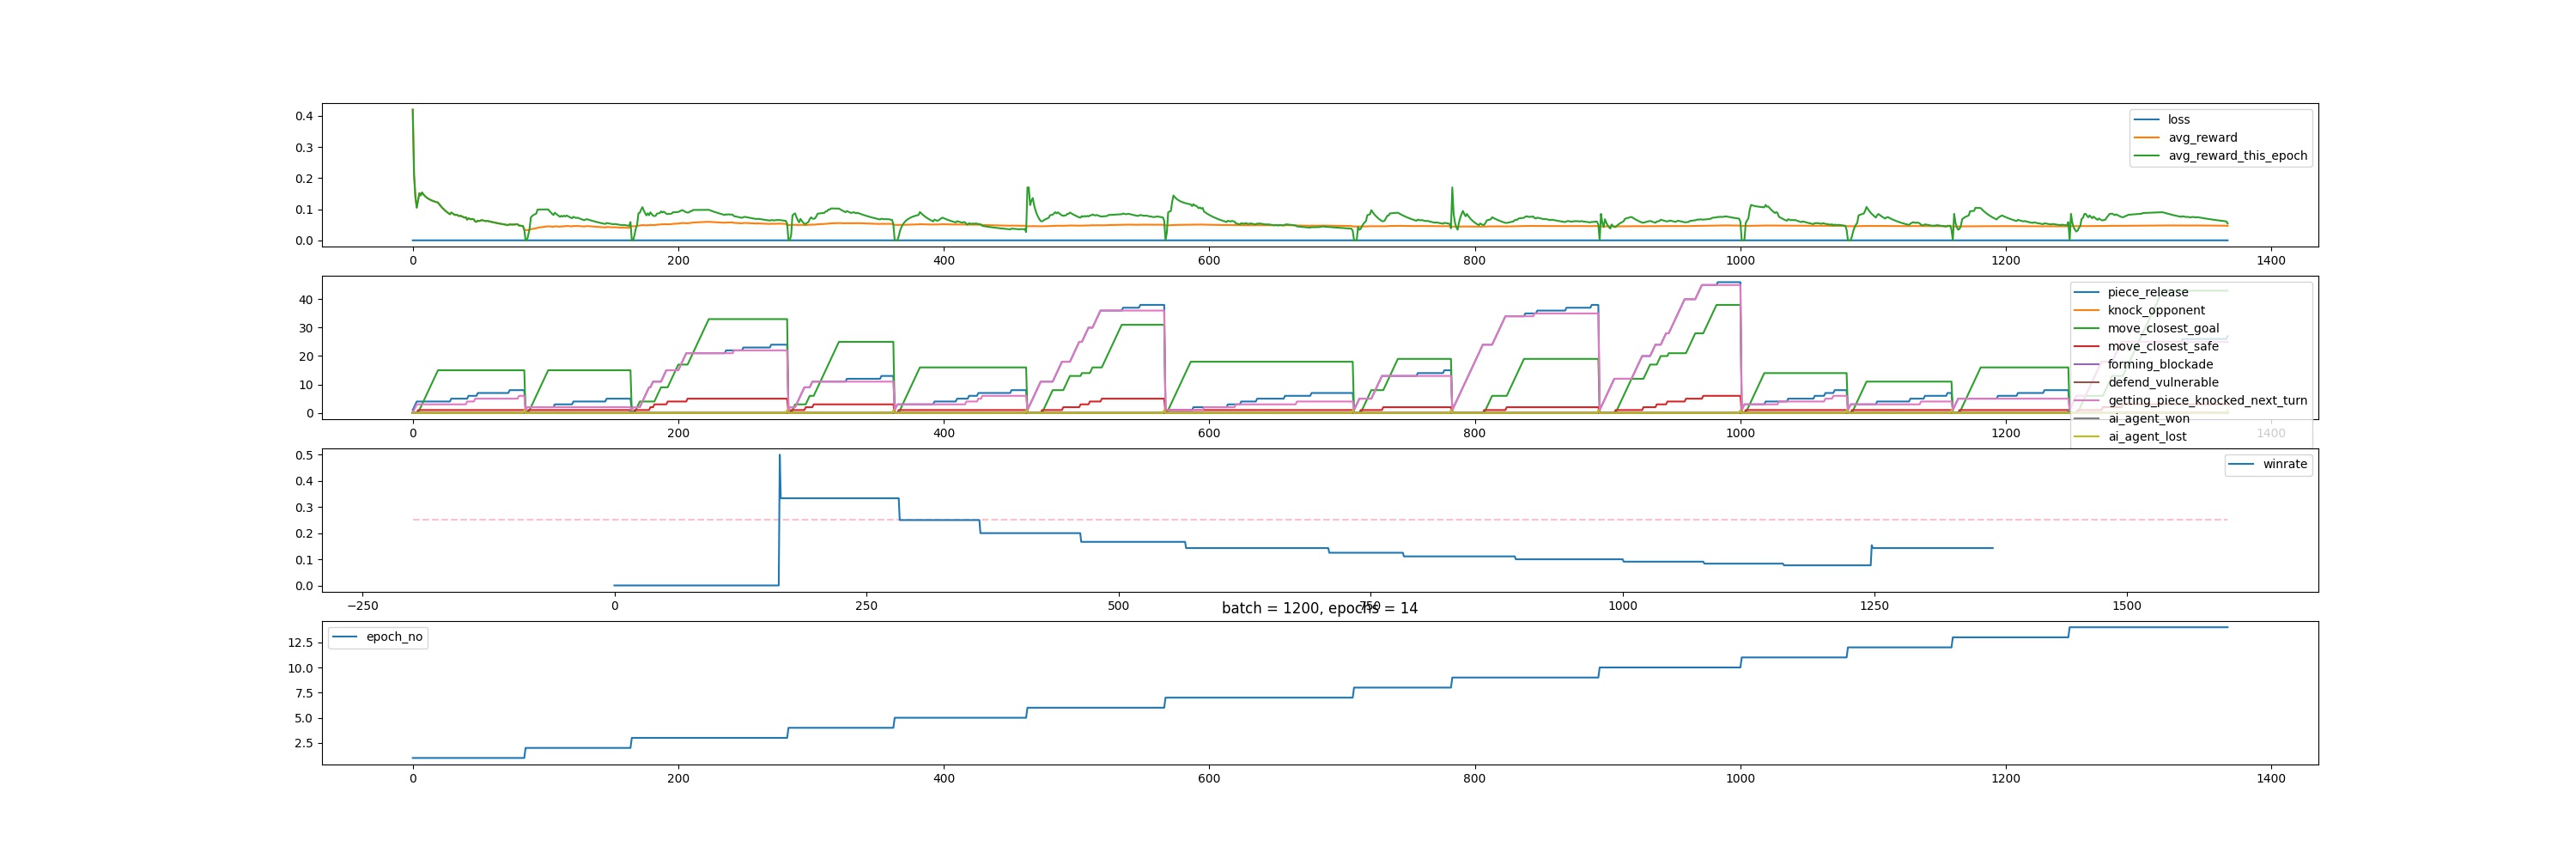 0.4
0.3
0.2
0.1
0.0
loss
avg_reward
avg_reward_this_epoch
0 200 400 600 800 1000 1200 1400
40
30
20
10
0
piece_release
knock_opponent
move_closest_goal
move_closest_safe
forming_blockade
defend_vulnerable
getting_piece_knocked_next_turn
ai_agent_won
ai_agent_lost
0 200 400 600 800 1000 1200 1400
0.5
0.4
0.3
0.2
0.1
0.0
winrate
−250 0 250 500 750 1000 1250 1500
batch = 1200, epochs = 14
epoch_no
12.5
10.0
7.5
5.0
2.5
0 200 400 600 800 1000 1200 1400